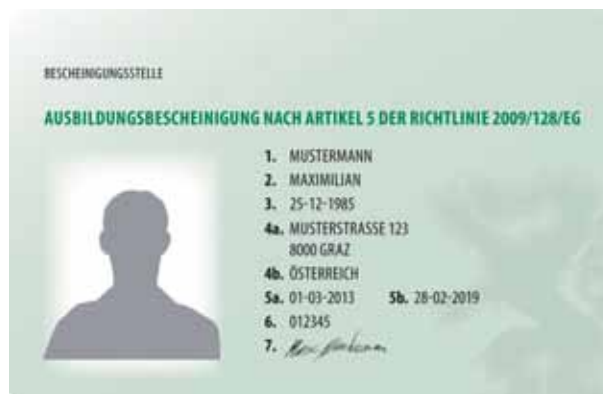 BESCHEINIGUNGSSTELLE
AUSBILDUNGSBESCHEINIGUNG NACH ARTIKEL 5 DER RICHTLINIE 2009/128/EG
1. MUSTERMANN
2. MAXIMILIAN
3. 25-12-1985
4a. MUSTERSTRASSE 123
8000 GRAZ
4b. ÖSTERREICH
5a. 01-03-2013 5b. 28-02-2019
6. 012345
7.